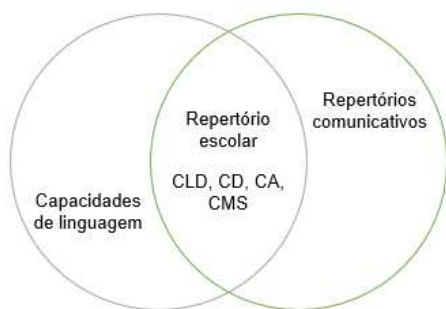 Capacidades
de linguagem
Repertório
escolar
CLD, CD, CA,
CMS
Repertórios
comunicativos